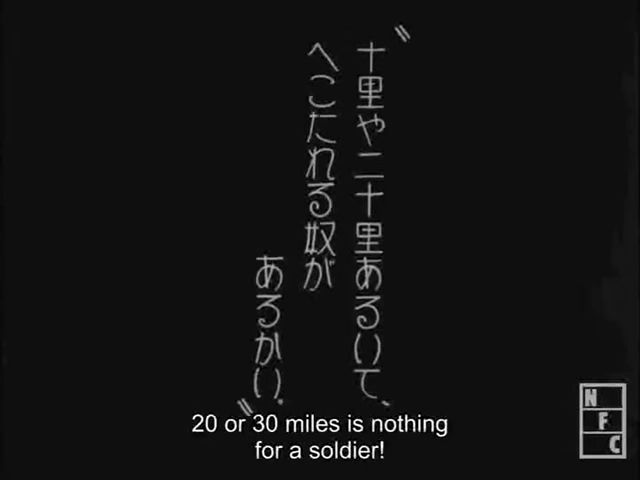 〝十里や二十里あるいて、
へこたれる奴が
あるかい。〟
20 or 30 miles is nothing
for a soldier!
N
F
C